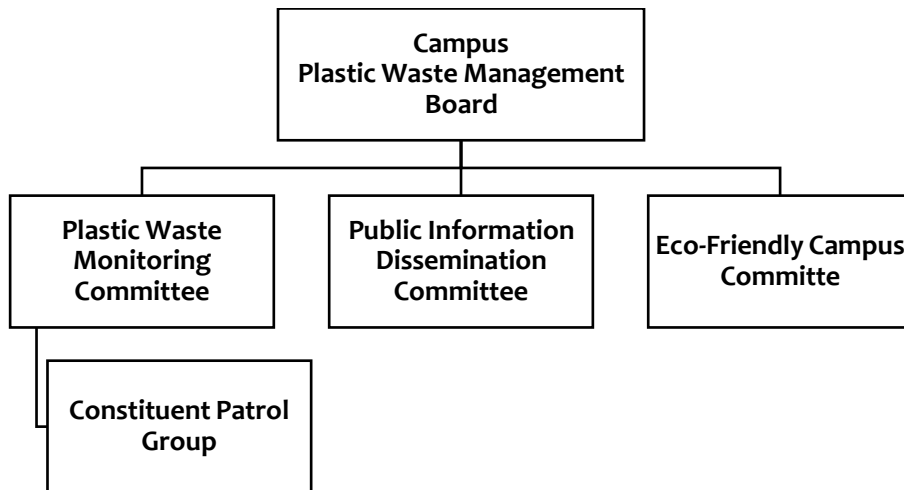 Campus
Plastic Waste Management
Board
Plastic Waste
Monitoring
Committee
Public Information
Dissemination
Committee
Eco-Friendly Campus
Committe
Constituent Patrol
Group